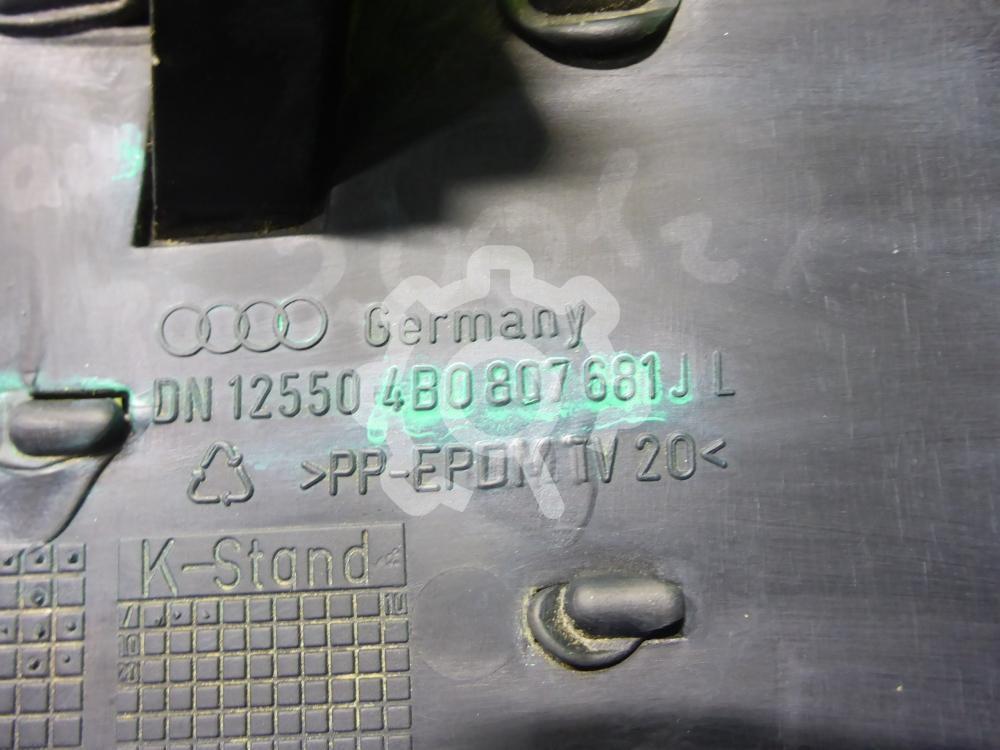 Germany
DN 12550 4B0 807 681 J L
>PP-EPDM TV 20<
K-Stand